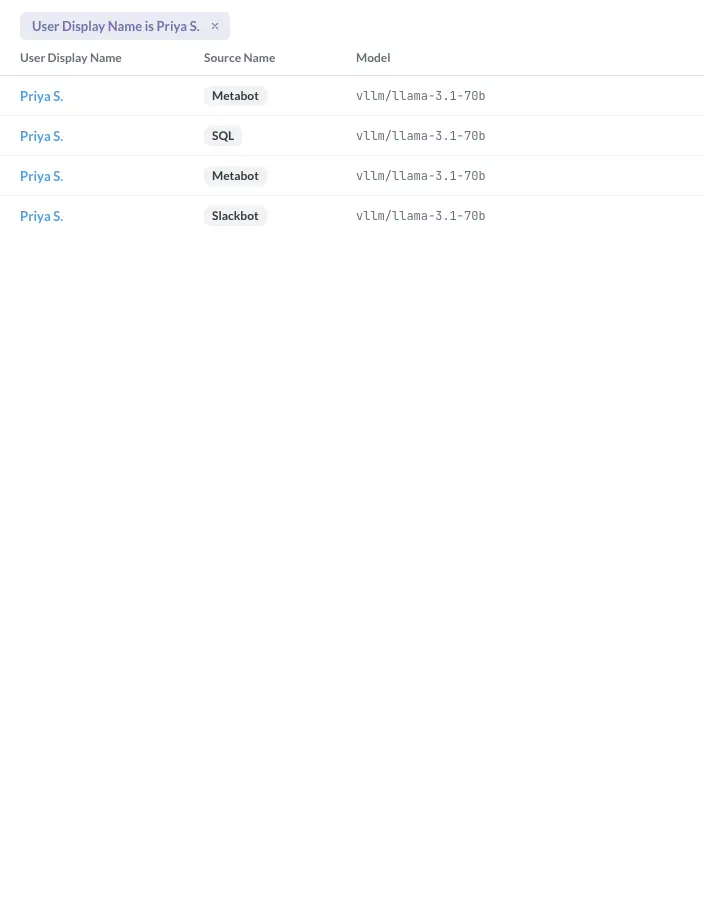 User Display Name is Priya S. ×
User Display Name Source Name Model
Priya S. Metabot vllm/llama-3.1-70b
Priya S. SQL vllm/llama-3.1-70b
Priya S. Metabot vllm/llama-3.1-70b
Priya S. Slackbot vllm/llama-3.1-70b